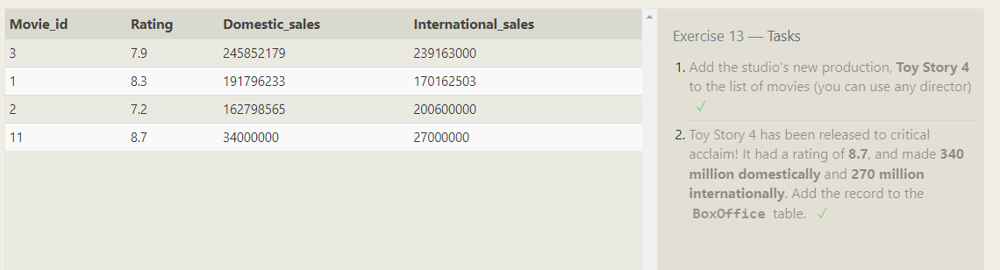 Movie_id Rating Domestic_sales International_sales
3 7.9 245852179 239163000
1 8.3 191796233 170162503
2 7.2 162798565 200600000
11 8.7 34000000 27000000
Exercise 13 — Tasks
1. Add the studio's new production, Toy Story 4
to the list of movies (you can use any director)
✓
2. Toy Story 4 has been released to critical
acclaim! It had a rating of 8.7, and made 340
million domestically and 270 million
internationally. Add the record to the
BoxOffice table. ✓